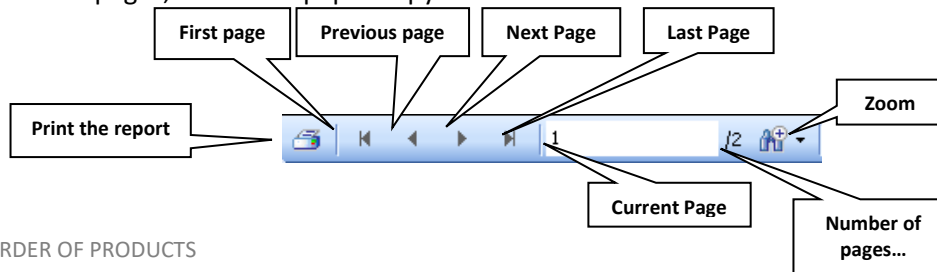 First page
Previous page
Next Page
Last Page
Zoom
Print the report
1
/2
Current Page
Number of
pages...
RDER OF PRODUCTS